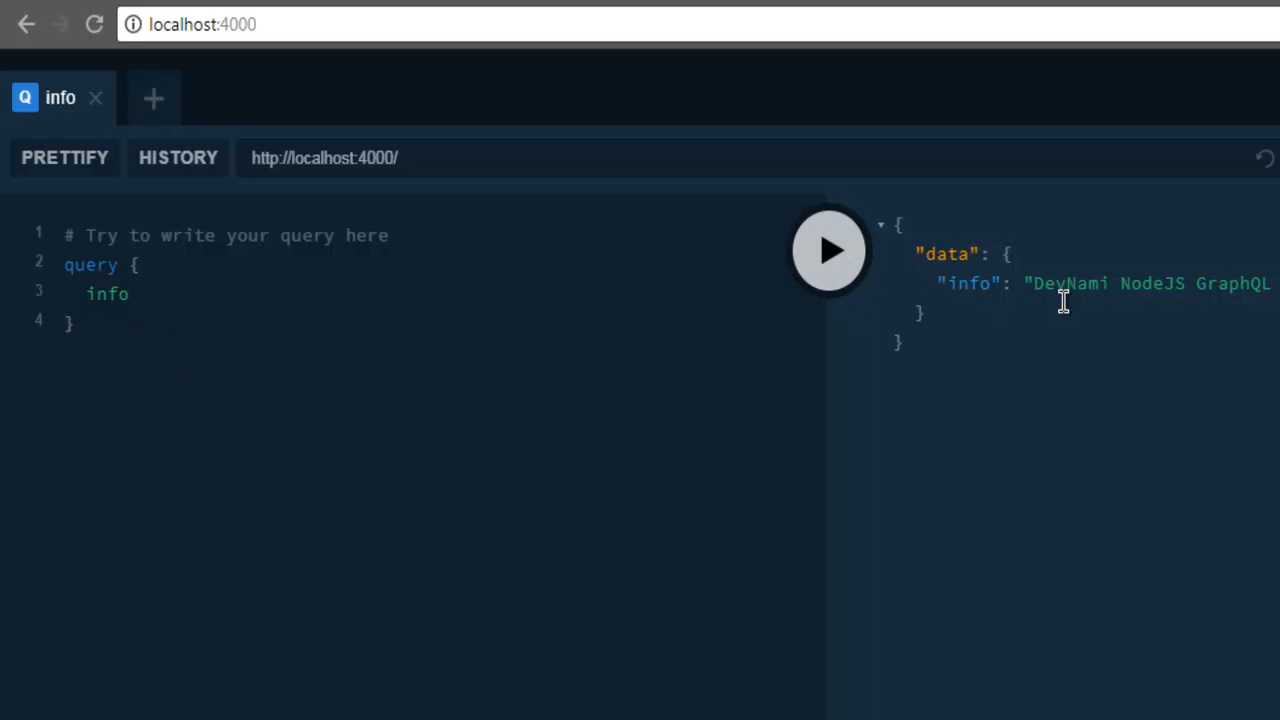 localhost:4000
Q info
PRETTIFY HISTORY http://localhost:4000/
1 # Try to write your query here
2 query {
3 info
4 }
{
"data": {
"info": "DevNami NodeJS GraphQL
}
}